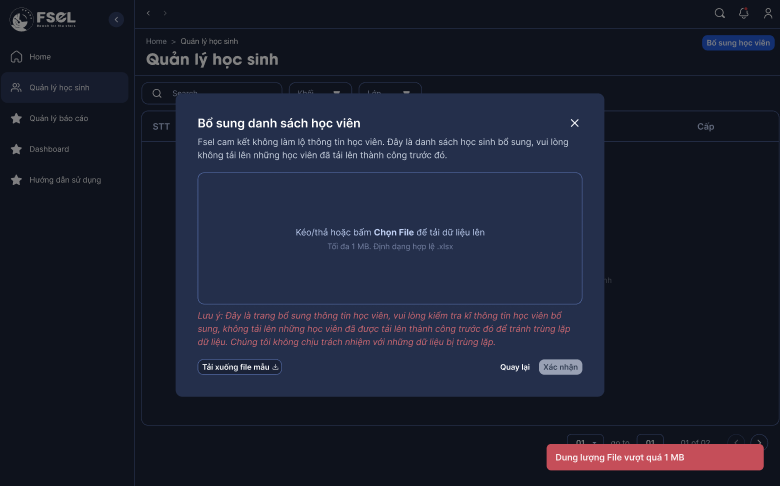 FSEL
Home
Quản lý học sinh
Quản lý báo cáo
Dashboard
Hướng dẫn sử dụng
Home > Quản lý học sinh
Quản lý học sinh
Bổ sung học viên
Search
Khối
Lớp
STT
Cấp
Bổ sung danh sách học viên
Fsel cam kết không làm lộ thông tin học viên. Đây là danh sách học sinh bổ sung, vui lòng
không tải lên những học viên đã tải lên thành công trước đó.
Kéo/thả hoặc bấm Chọn File để tải dữ liệu lên
Tối đa 1 MB. Định dạng hợp lệ .xlsx
Lưu ý: Đây là trang bổ sung thông tin học viên, vui lòng kiểm tra kĩ thông tin học viên bổ
sung, không tải lên những học viên đã được tải lên thành công trước đó để tránh trùng lặp
dữ liệu. Chúng tôi không chịu trách nhiệm với những dữ liệu bị trùng lặp.
Tải xuống file mẫu
Quay lại
Xác nhận
01
go to
01
01 of 02
Dung lượng File vượt quá 1 MB